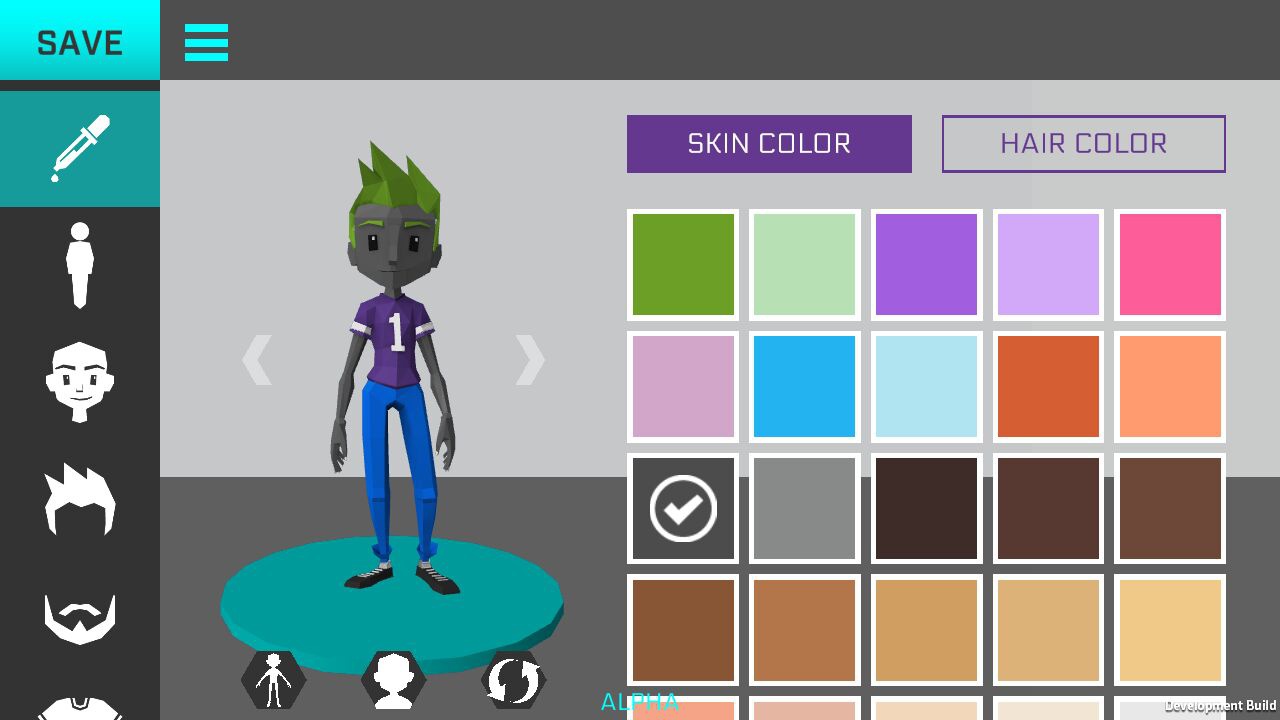 SAVE
SKIN COLOR
HAIR COLOR
1
ALPHA
Development Build